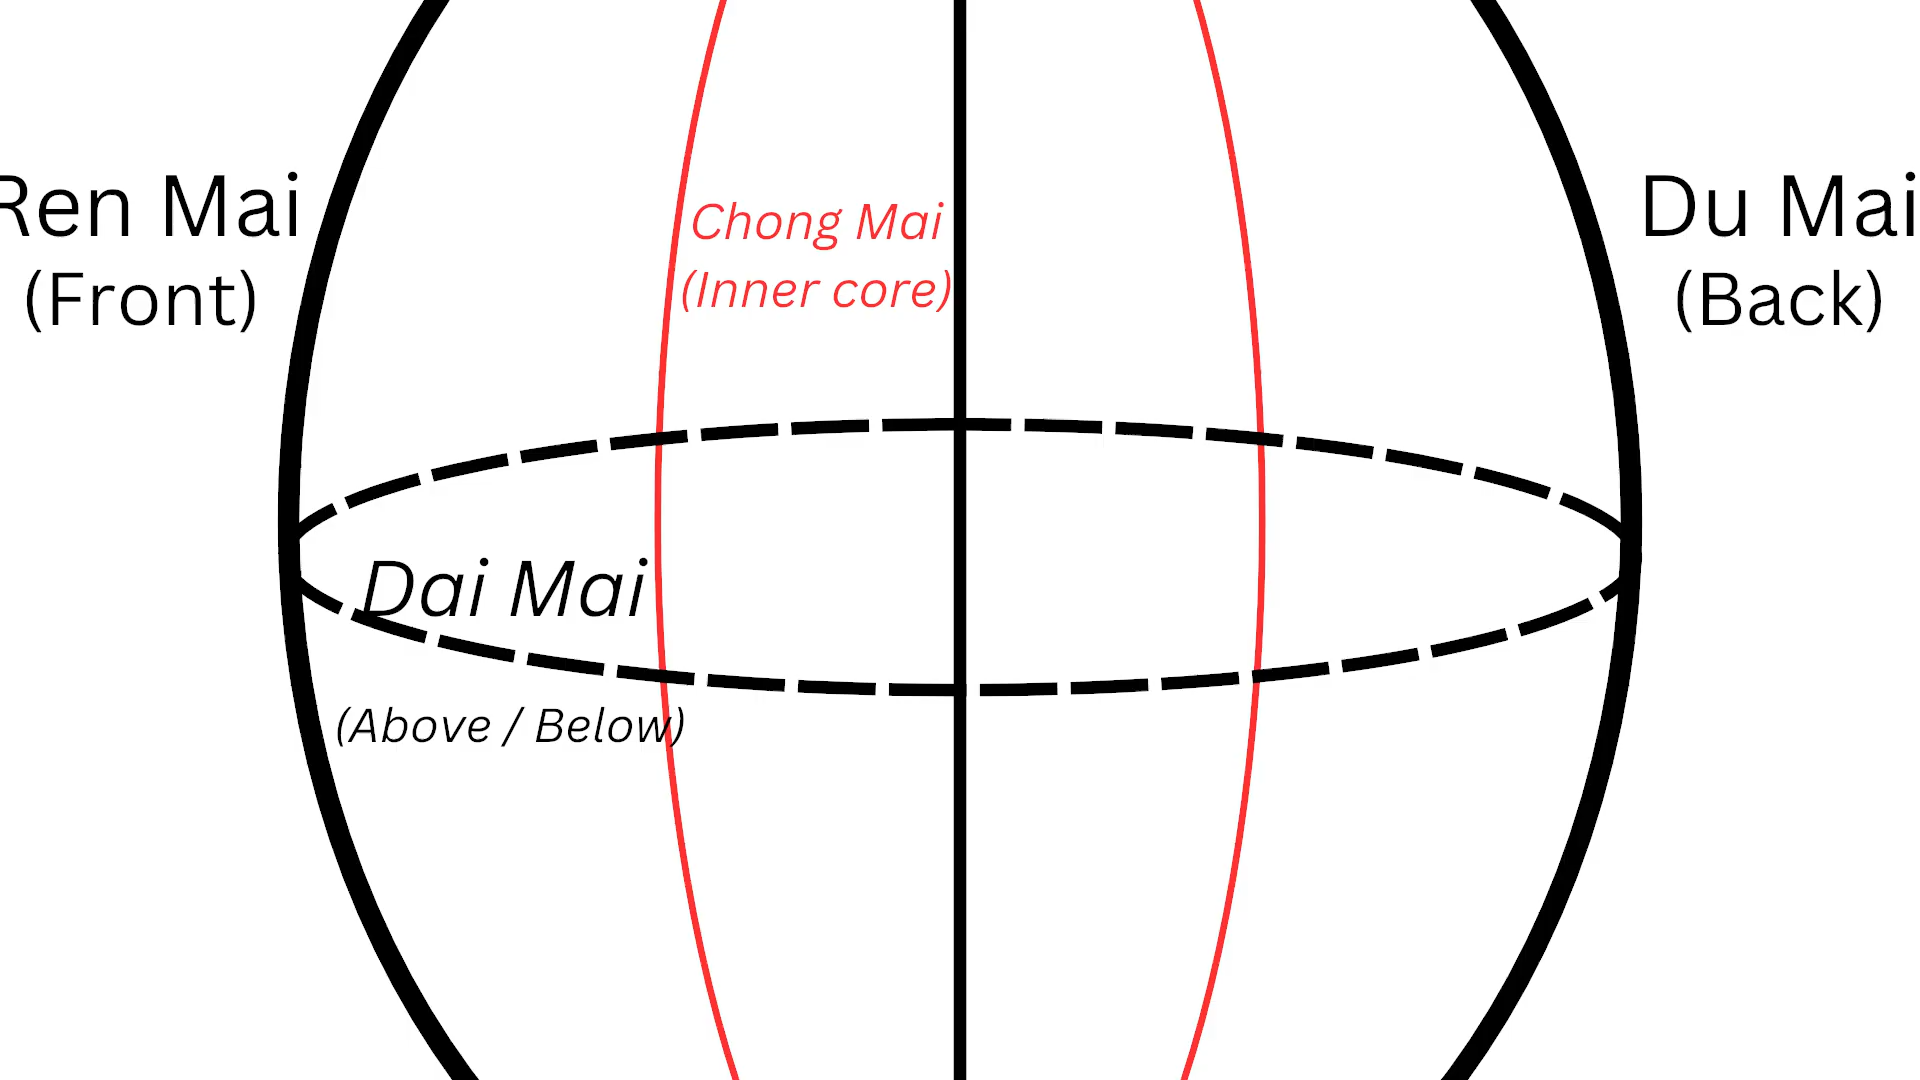 Ren Mai
(Front)
Chong Mai
(Inner core)
Du Mai
(Back)
Dai Mai
(Above / Below)